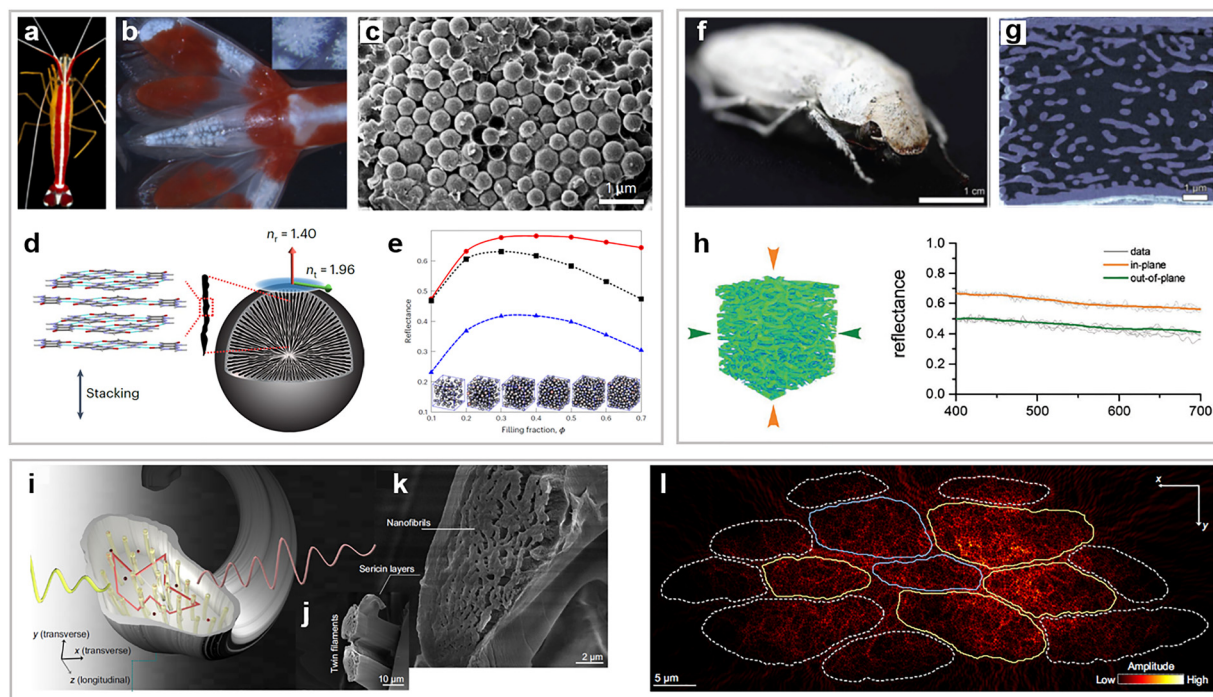 a
b
c
1 µm
d
nr = 1.40
nt = 1.96
Stacking
e
Reflectance
0.6
0.5
0.4
0.3
0.2
0.1
0.1 0.2 0.3 0.4 0.5 0.6 0.7
Filling fraction, ϕ
f
1 cm
g
1 µm
h
data
in-plane
out-of-plane
reflectance
1.0
0.8
0.6
0.4
0.2
0.0
400 500 600 700
i
y (transverse)
x (transverse)
z (longitudinal)
j
Twin filaments
10 µm
k
Nanofibrils
Sericin layers
2 µm
l
x
y
5 µm
Amplitude
Low High